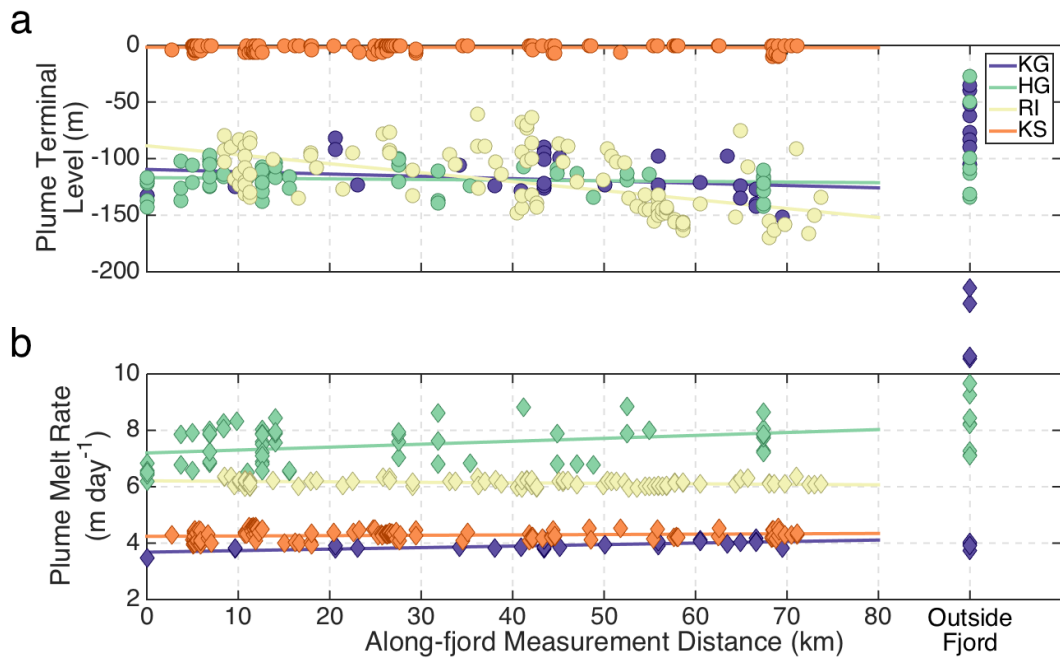 a
Plume Terminal
Level (m)
0
-50
-100
-150
-200
KG
HG
RI
KS
b
Plume Melt Rate
(m day⁻¹)
10
8
6
4
2
0 10 20 30 40 50 60 70 80 Outside
Fjord
Along-fjord Measurement Distance (km)